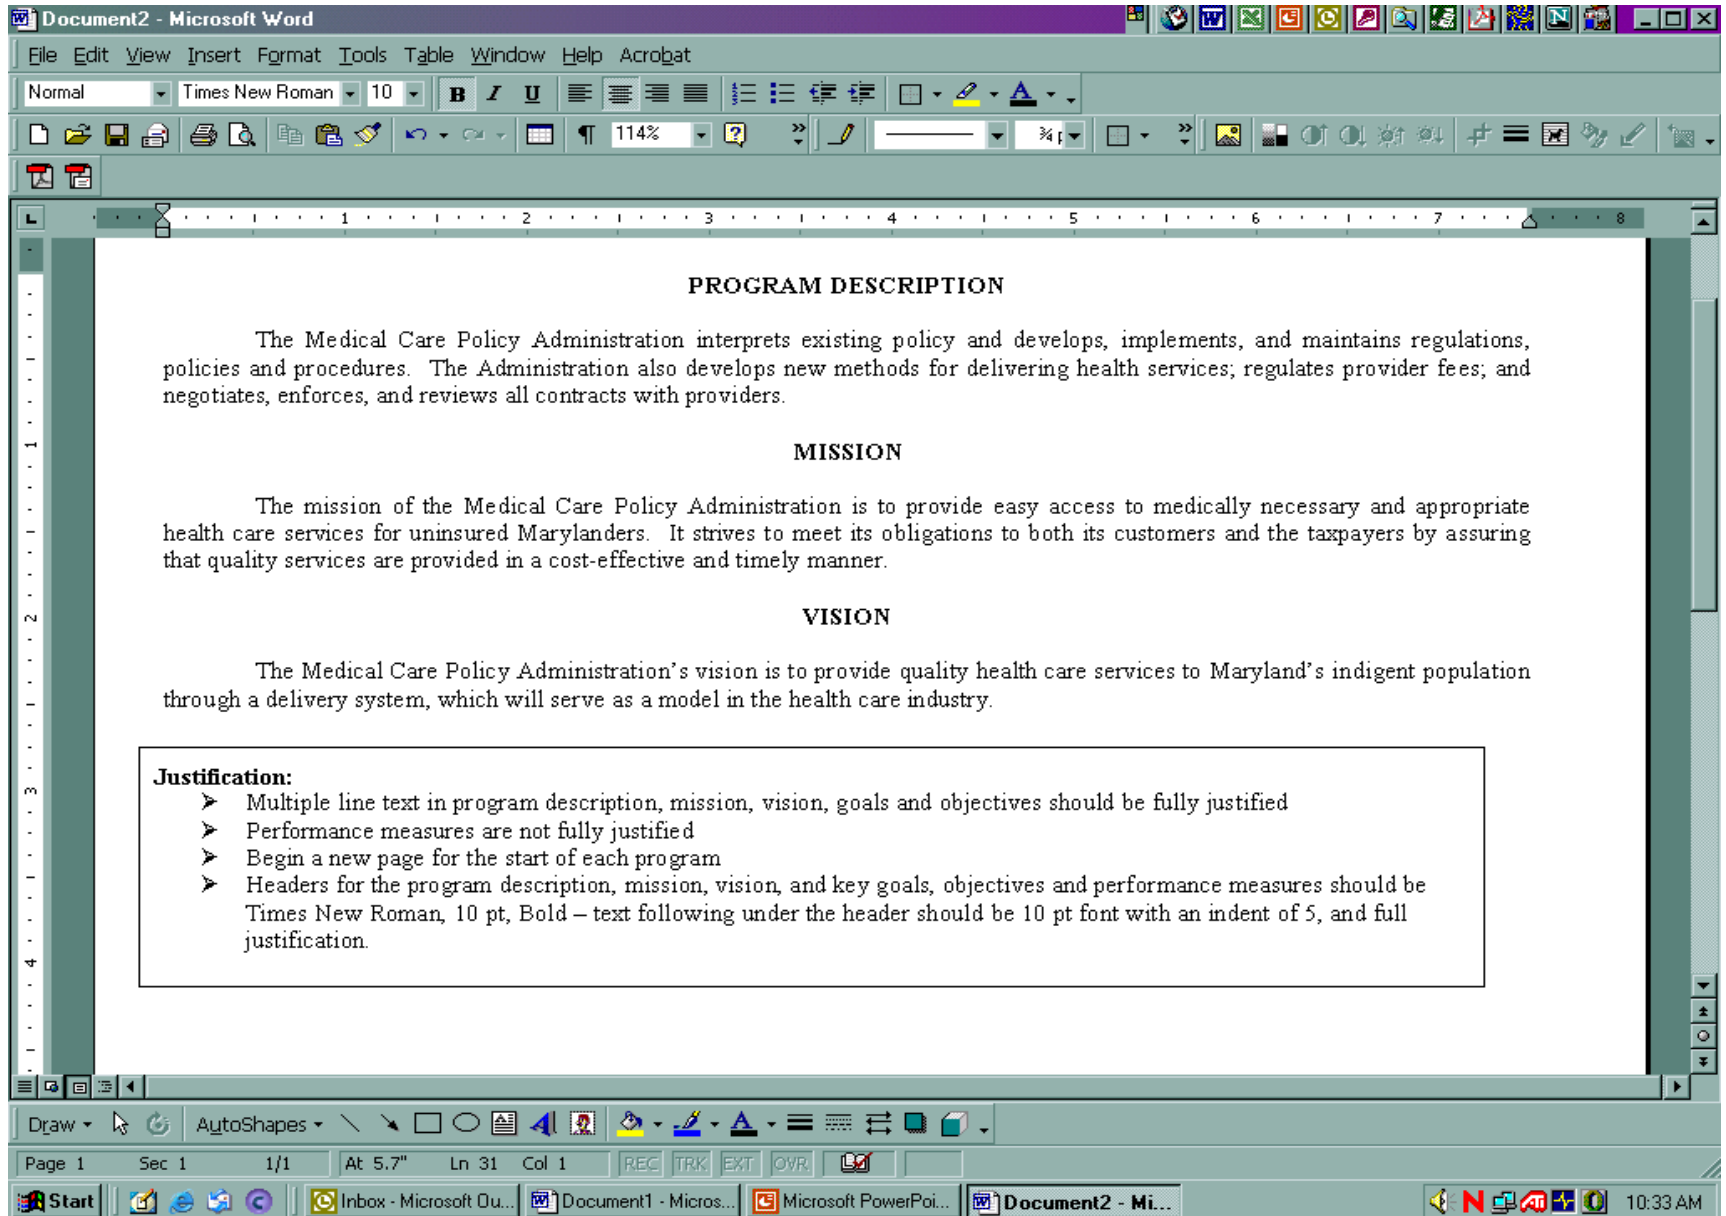 Document2 - Microsoft Word
File Edit View Insert Format Tools Table Window Help Acrobat
Normal Times New Roman 10 B I U A
114% ¾
1 2 3 4 5 6 7 8
PROGRAM DESCRIPTION
The Medical Care Policy Administration interprets existing policy and develops, implements, and maintains regulations,
policies and procedures.  The Administration also develops new methods for delivering health services; regulates provider fees; and
negotiates, enforces, and reviews all contracts with providers.
MISSION
The mission of the Medical Care Policy Administration is to provide easy access to medically necessary and appropriate
health care services for uninsured Marylanders.  It strives to meet its obligations to both its customers and the taxpayers by assuring
that quality services are provided in a cost-effective and timely manner.
VISION
The Medical Care Policy Administration’s vision is to provide quality health care services to Maryland’s indigent population
through a delivery system, which will serve as a model in the health care industry.
Justification:
➢ Multiple line text in program description, mission, vision, goals and objectives should be fully justified
➢ Performance measures are not fully justified
➢ Begin a new page for the start of each program
➢ Headers for the program description, mission, vision, and key goals, objectives and performance measures should be
Times New Roman, 10 pt, Bold – text following under the header should be 10 pt font with an indent of 5, and full
justification.
Draw AutoShapes
Page 1 Sec 1 1/1 At 5.7" Ln 31 Col 1 REC TRK EXT OVR
Start Inbox - Microsoft Ou... Document1 - Micros... Microsoft PowerPoi... Document2 - Mi... 10:33 AM